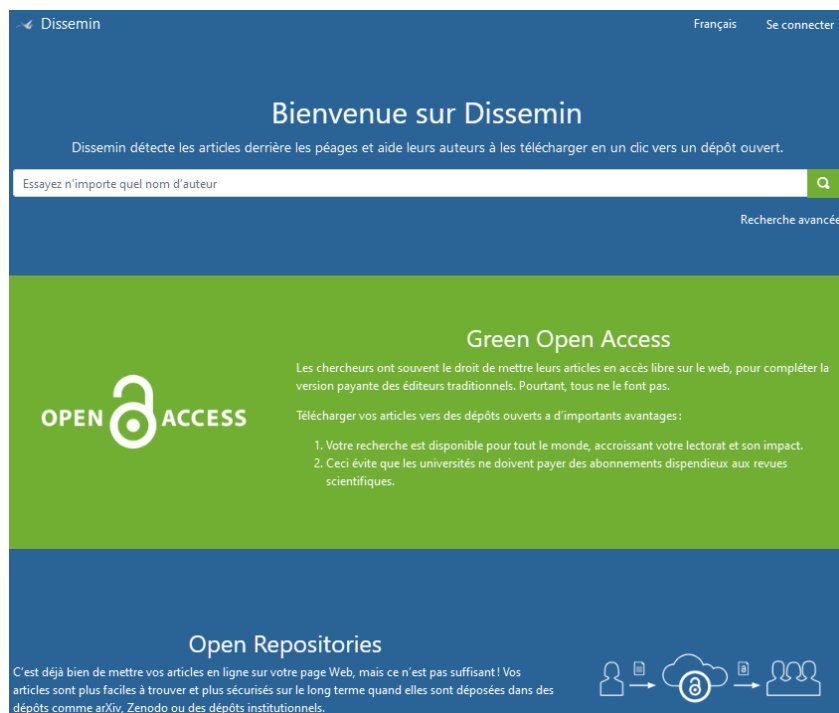 Dissemin
Français
Se connecter
Bienvenue sur Dissemin
Dissemin détecte les articles derrière les péages et aide leurs auteurs à les télécharger en un clic vers un dépôt ouvert.
Essayez n'importe quel nom d'auteur
Recherche avancée
OPEN ACCESS
Green Open Access
Les chercheurs ont souvent le droit de mettre leurs articles en accès libre sur le web, pour compléter la
version payante des éditeurs traditionnels. Pourtant, tous ne le font pas.
Télécharger vos articles vers des dépôts ouverts a d'importants avantages :
1. Votre recherche est disponible pour tout le monde, accroissant votre lectorat et son impact.
2. Ceci évite que les universités ne doivent payer des abonnements dispendieux aux revues
scientifiques.
Open Repositories
C'est déjà bien de mettre vos articles en ligne sur votre page Web, mais ce n'est pas suffisant ! Vos
articles sont plus faciles à trouver et plus sécurisés sur le long terme quand elles sont déposées dans des
dépôts comme arXiv, Zenodo ou des dépôts institutionnels.